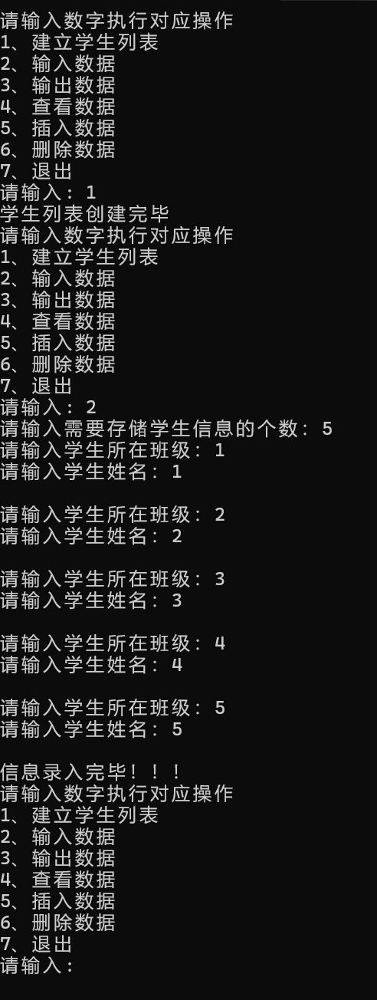 请输入数字执行对应操作
1、建立学生列表
2、输入数据
3、输出数据
4、查看数据
5、插入数据
6、删除数据
7、退出
请输入: 1
学生列表创建完毕
请输入数字执行对应操作
1、建立学生列表
2、输入数据
3、输出数据
4、查看数据
5、插入数据
6、删除数据
7、退出
请输入: 2
请输入需要存储学生信息的个数: 5
请输入学生所在班级: 1
请输入学生姓名: 1
请输入学生所在班级: 2
请输入学生姓名: 2
请输入学生所在班级: 3
请输入学生姓名: 3
请输入学生所在班级: 4
请输入学生姓名: 4
请输入学生所在班级: 5
请输入学生姓名: 5
信息录入完毕！！！
请输入数字执行对应操作
1、建立学生列表
2、输入数据
3、输出数据
4、查看数据
5、插入数据
6、删除数据
7、退出
请输入: